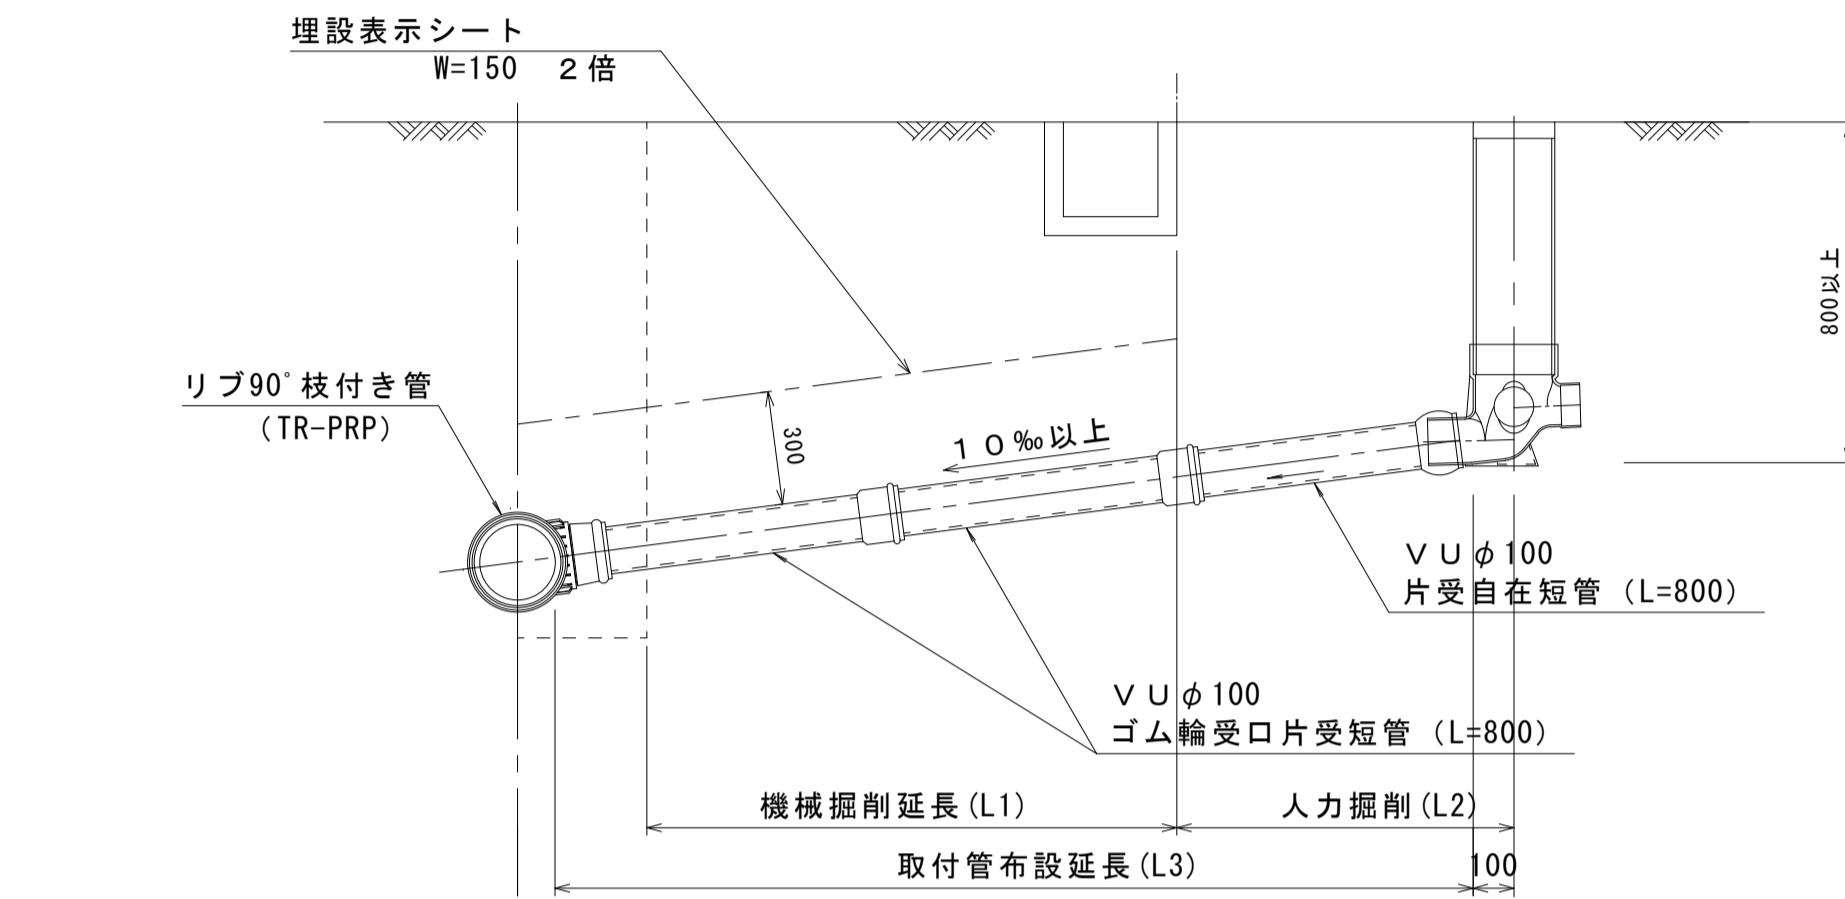 埋設表示シート
W=150 2倍
800以下
リブ90°枝付き管
(TR-PRP)
300
10‰以上
VUφ100
片受自在短管(L=800)
VUφ100
ゴム輪受口片受短管(L=800)
機械掘削延長(L1)
人力掘削(L2)
取付管布設延長(L3)
100